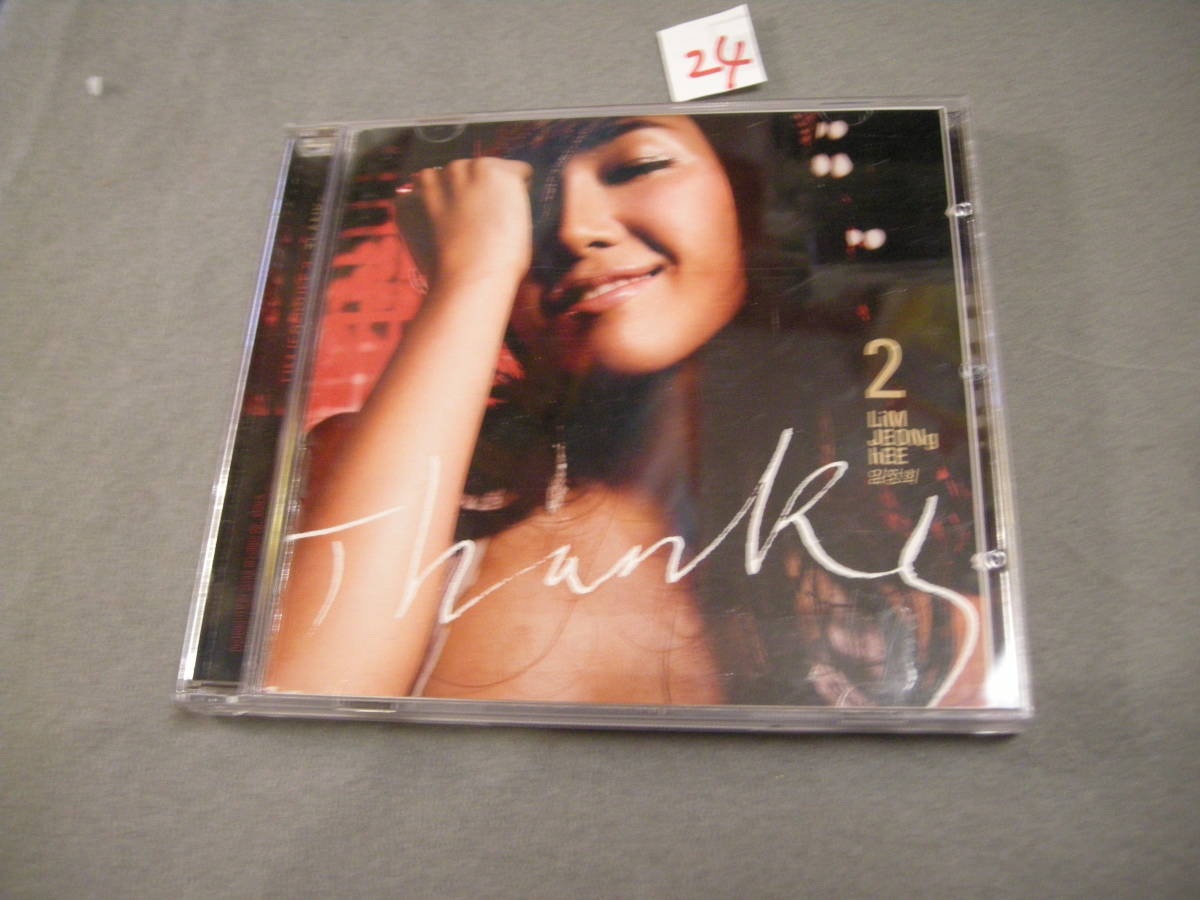 24
2
LiM
JEONg
hEE
임정희
Thanks